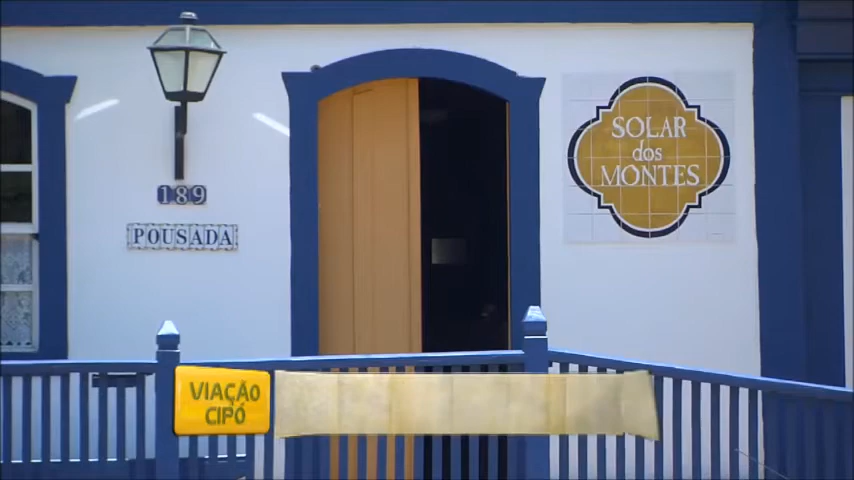 SOLAR
dos
MONTES
189
POUSADA
VIAÇÃO
CIPÓ